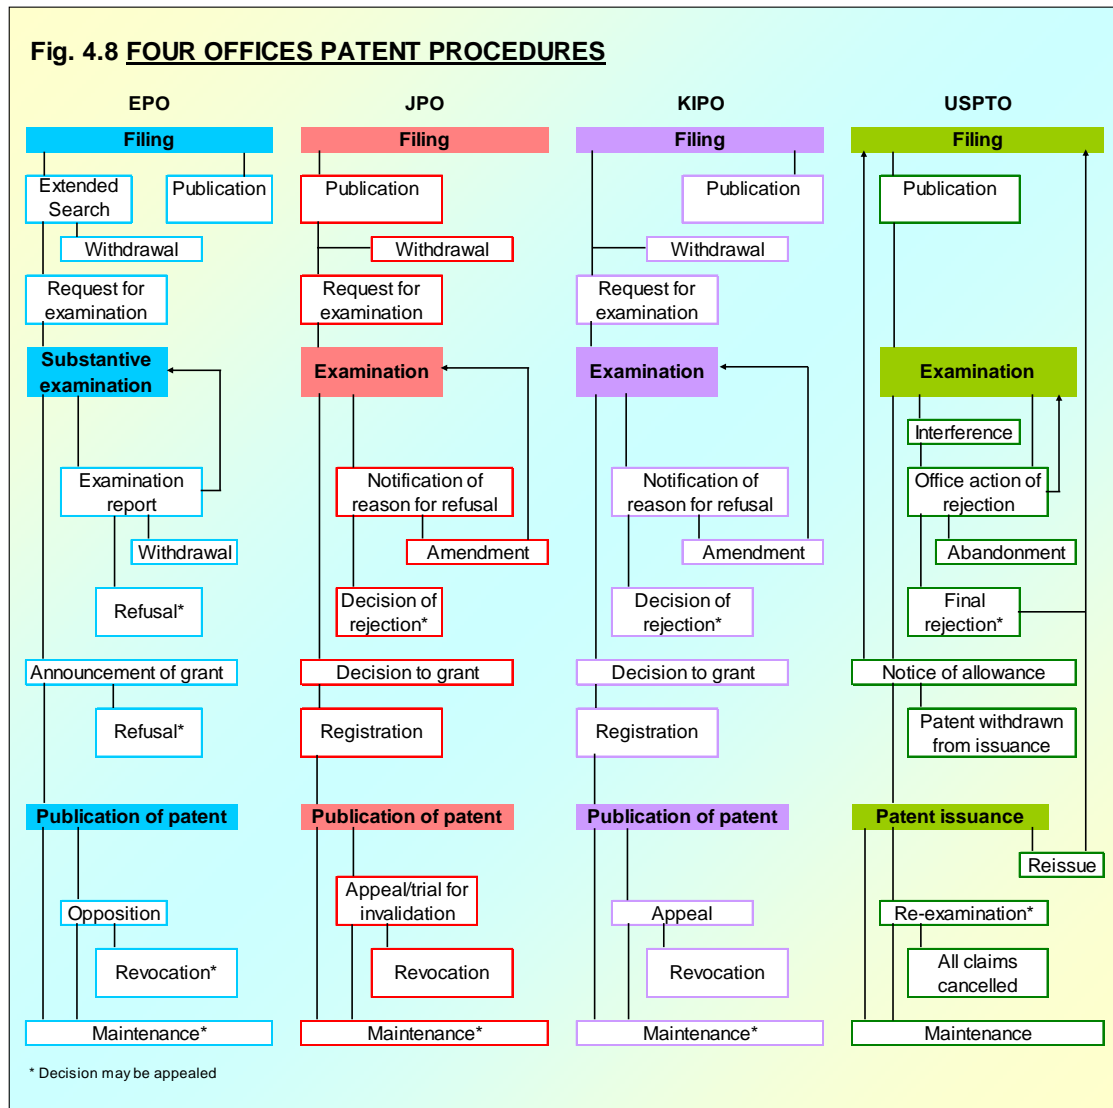 Fig. 4.8 FOUR OFFICES PATENT PROCEDURES
EPO
Filing
Extended
Search
Publication
Withdrawal
Request for
examination
Substantive
examination
Examination
report
Withdrawal
Refusal*
Announcement of grant
Refusal*
Publication of patent
Opposition
Revocation*
Maintenance*
JPO
Filing
Publication
Withdrawal
Request for
examination
Examination
Notification of
reason for refusal
Amendment
Decision of
rejection*
Decision to grant
Registration
Publication of patent
Appeal/trial for
invalidation
Revocation
Maintenance*
KIPO
Filing
Publication
Withdrawal
Request for
examination
Examination
Notification of
reason for refusal
Amendment
Decision of
rejection*
Decision to grant
Registration
Publication of patent
Appeal
Revocation
Maintenance*
USPTO
Filing
Publication
Examination
Interference
Office action of
rejection
Abandonment
Final
rejection*
Notice of allowance
Patent withdrawn
from issuance
Patent issuance
Reissue
Re-examination*
All claims
cancelled
Maintenance
* Decision may be appealed